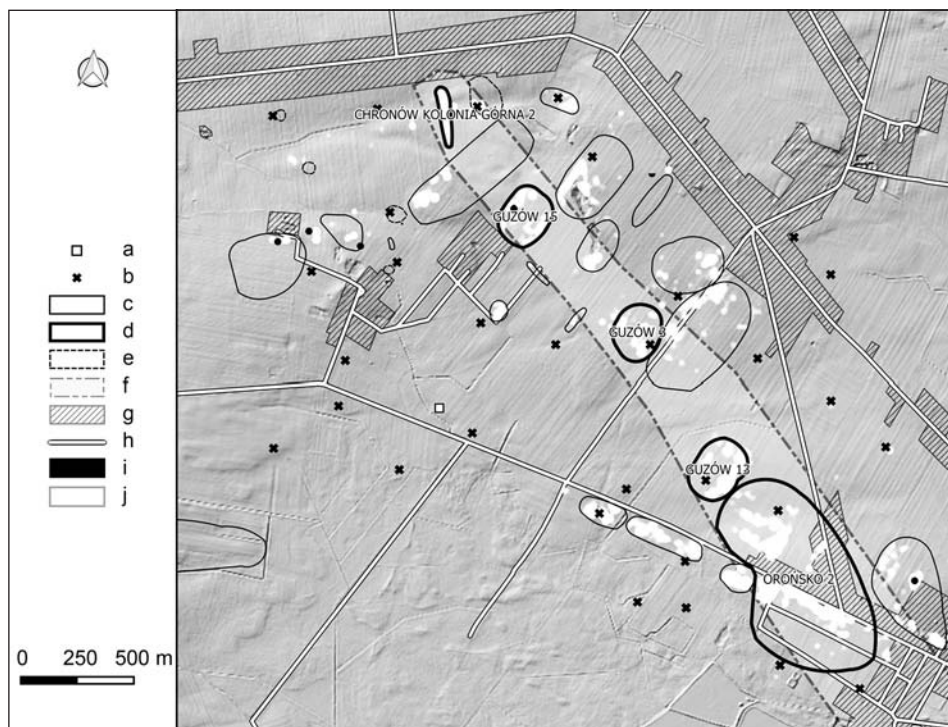 CHRONÓW KOLONIA GÓRNA 2
GUZÓW 15
GUZÓW 3
GUZÓW 13
OROŃSKO 2
a
b
c
d
e
f
g
h
i
j
0 250 500 m